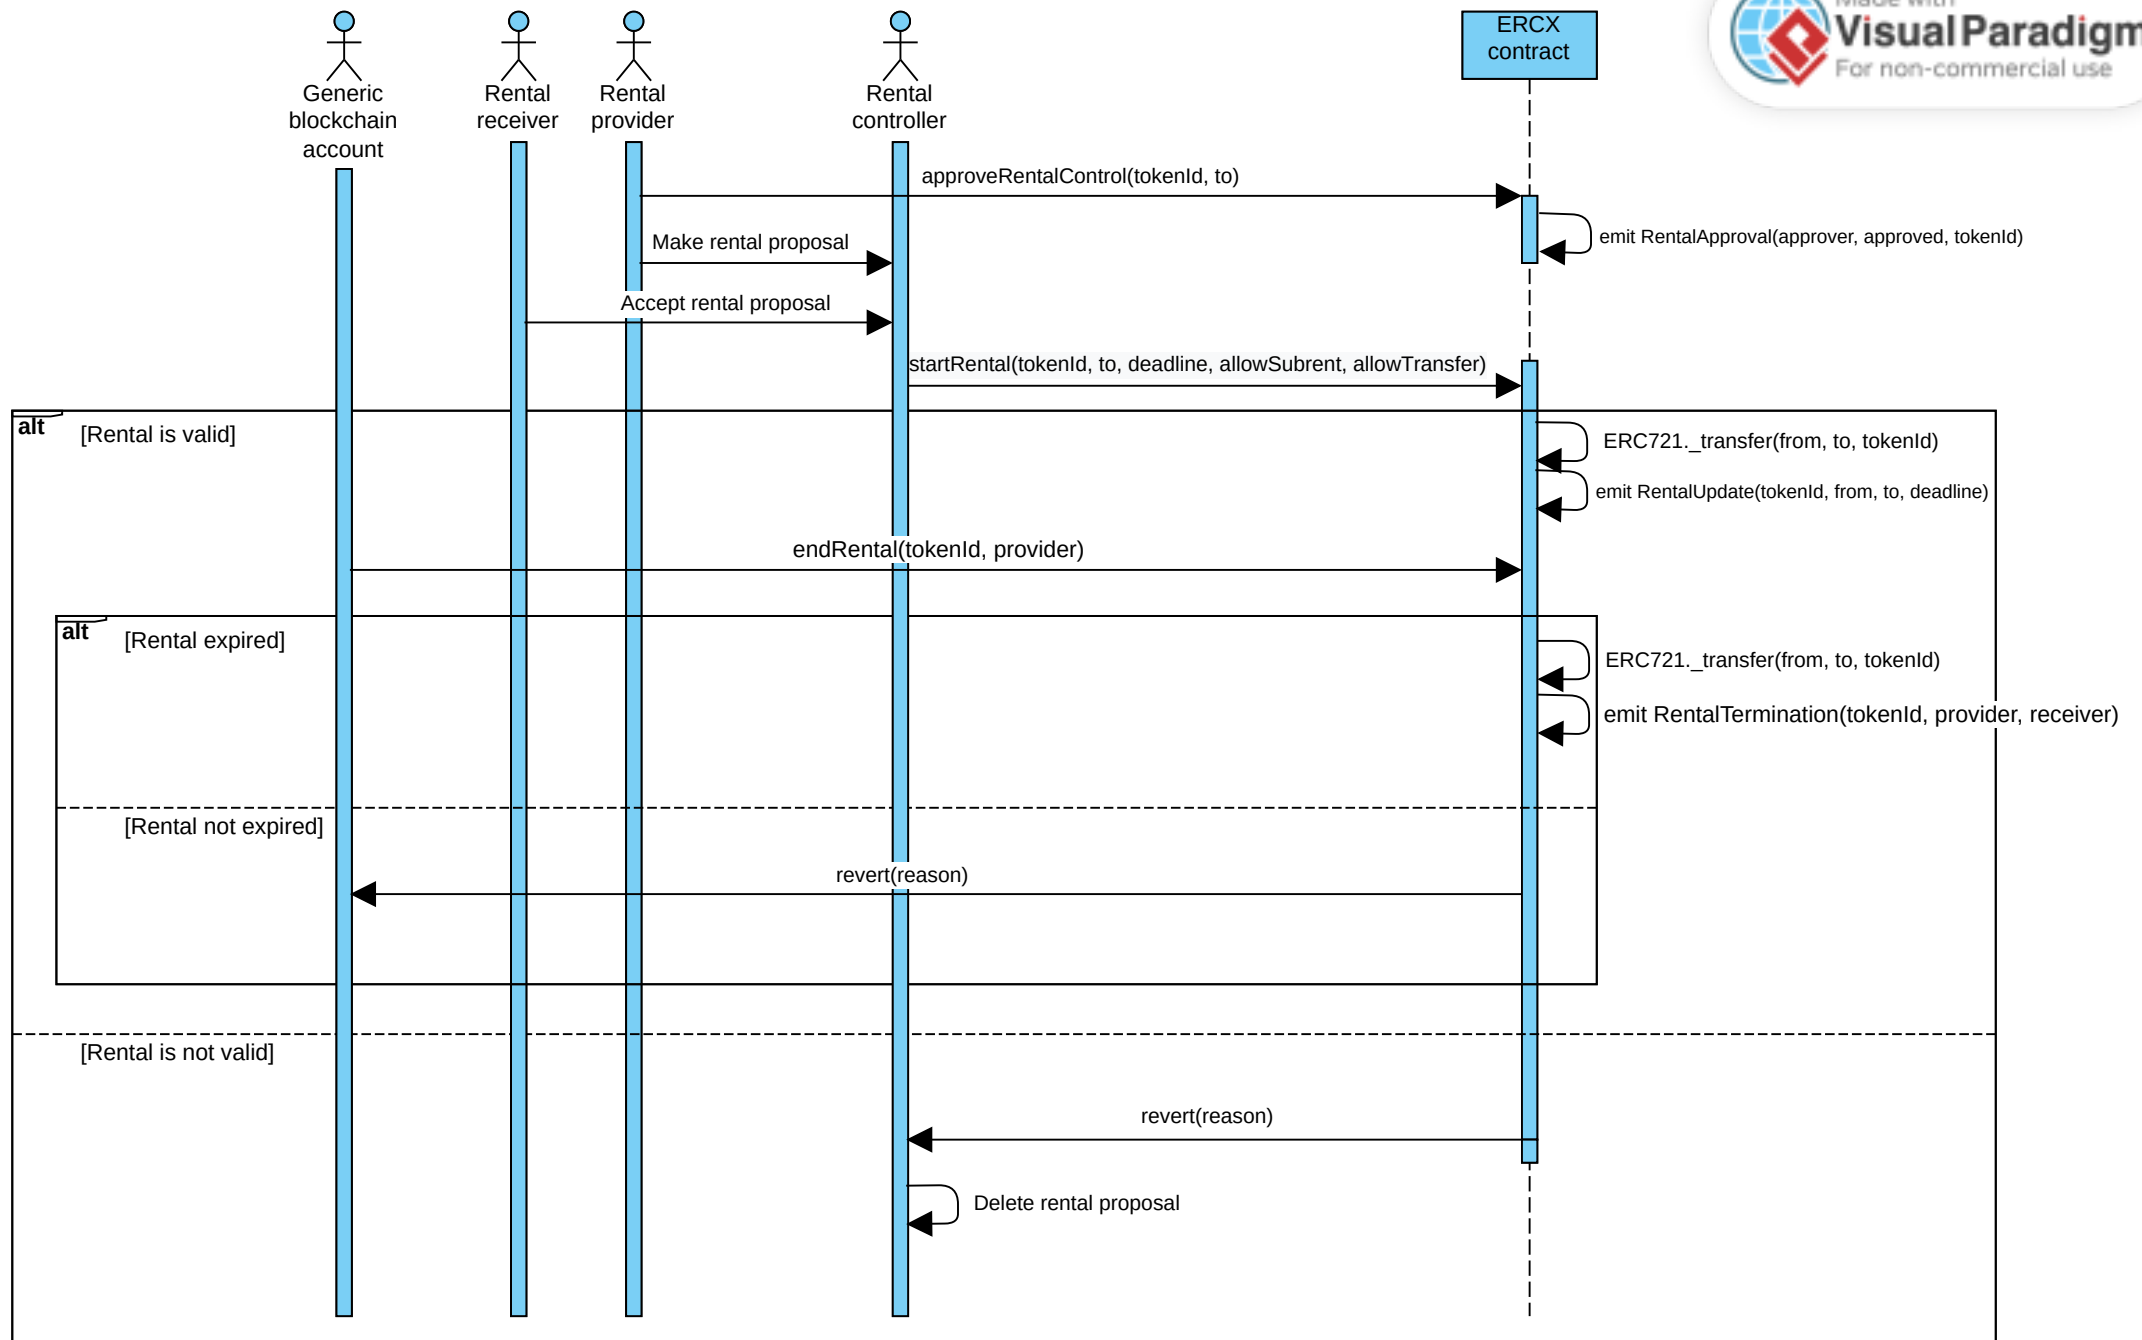 Made with
Visual Paradigm
For non-commercial use
ERCX
contract
Generic
blockchain
account
Rental
receiver
Rental
provider
Rental
controller
approveRentalControl(tokenId, to)
emit RentalApproval(approver, approved, tokenId)
Make rental proposal
Accept rental proposal
startRental(tokenId, to, deadline, allowSubrent, allowTransfer)
alt
[Rental is valid]
ERC721._transfer(from, to, tokenId)
emit RentalUpdate(tokenId, from, to, deadline)
endRental(tokenId, provider)
alt
[Rental expired]
ERC721._transfer(from, to, tokenId)
emit RentalTermination(tokenId, provider, receiver)
[Rental not expired]
revert(reason)
[Rental is not valid]
revert(reason)
Delete rental proposal